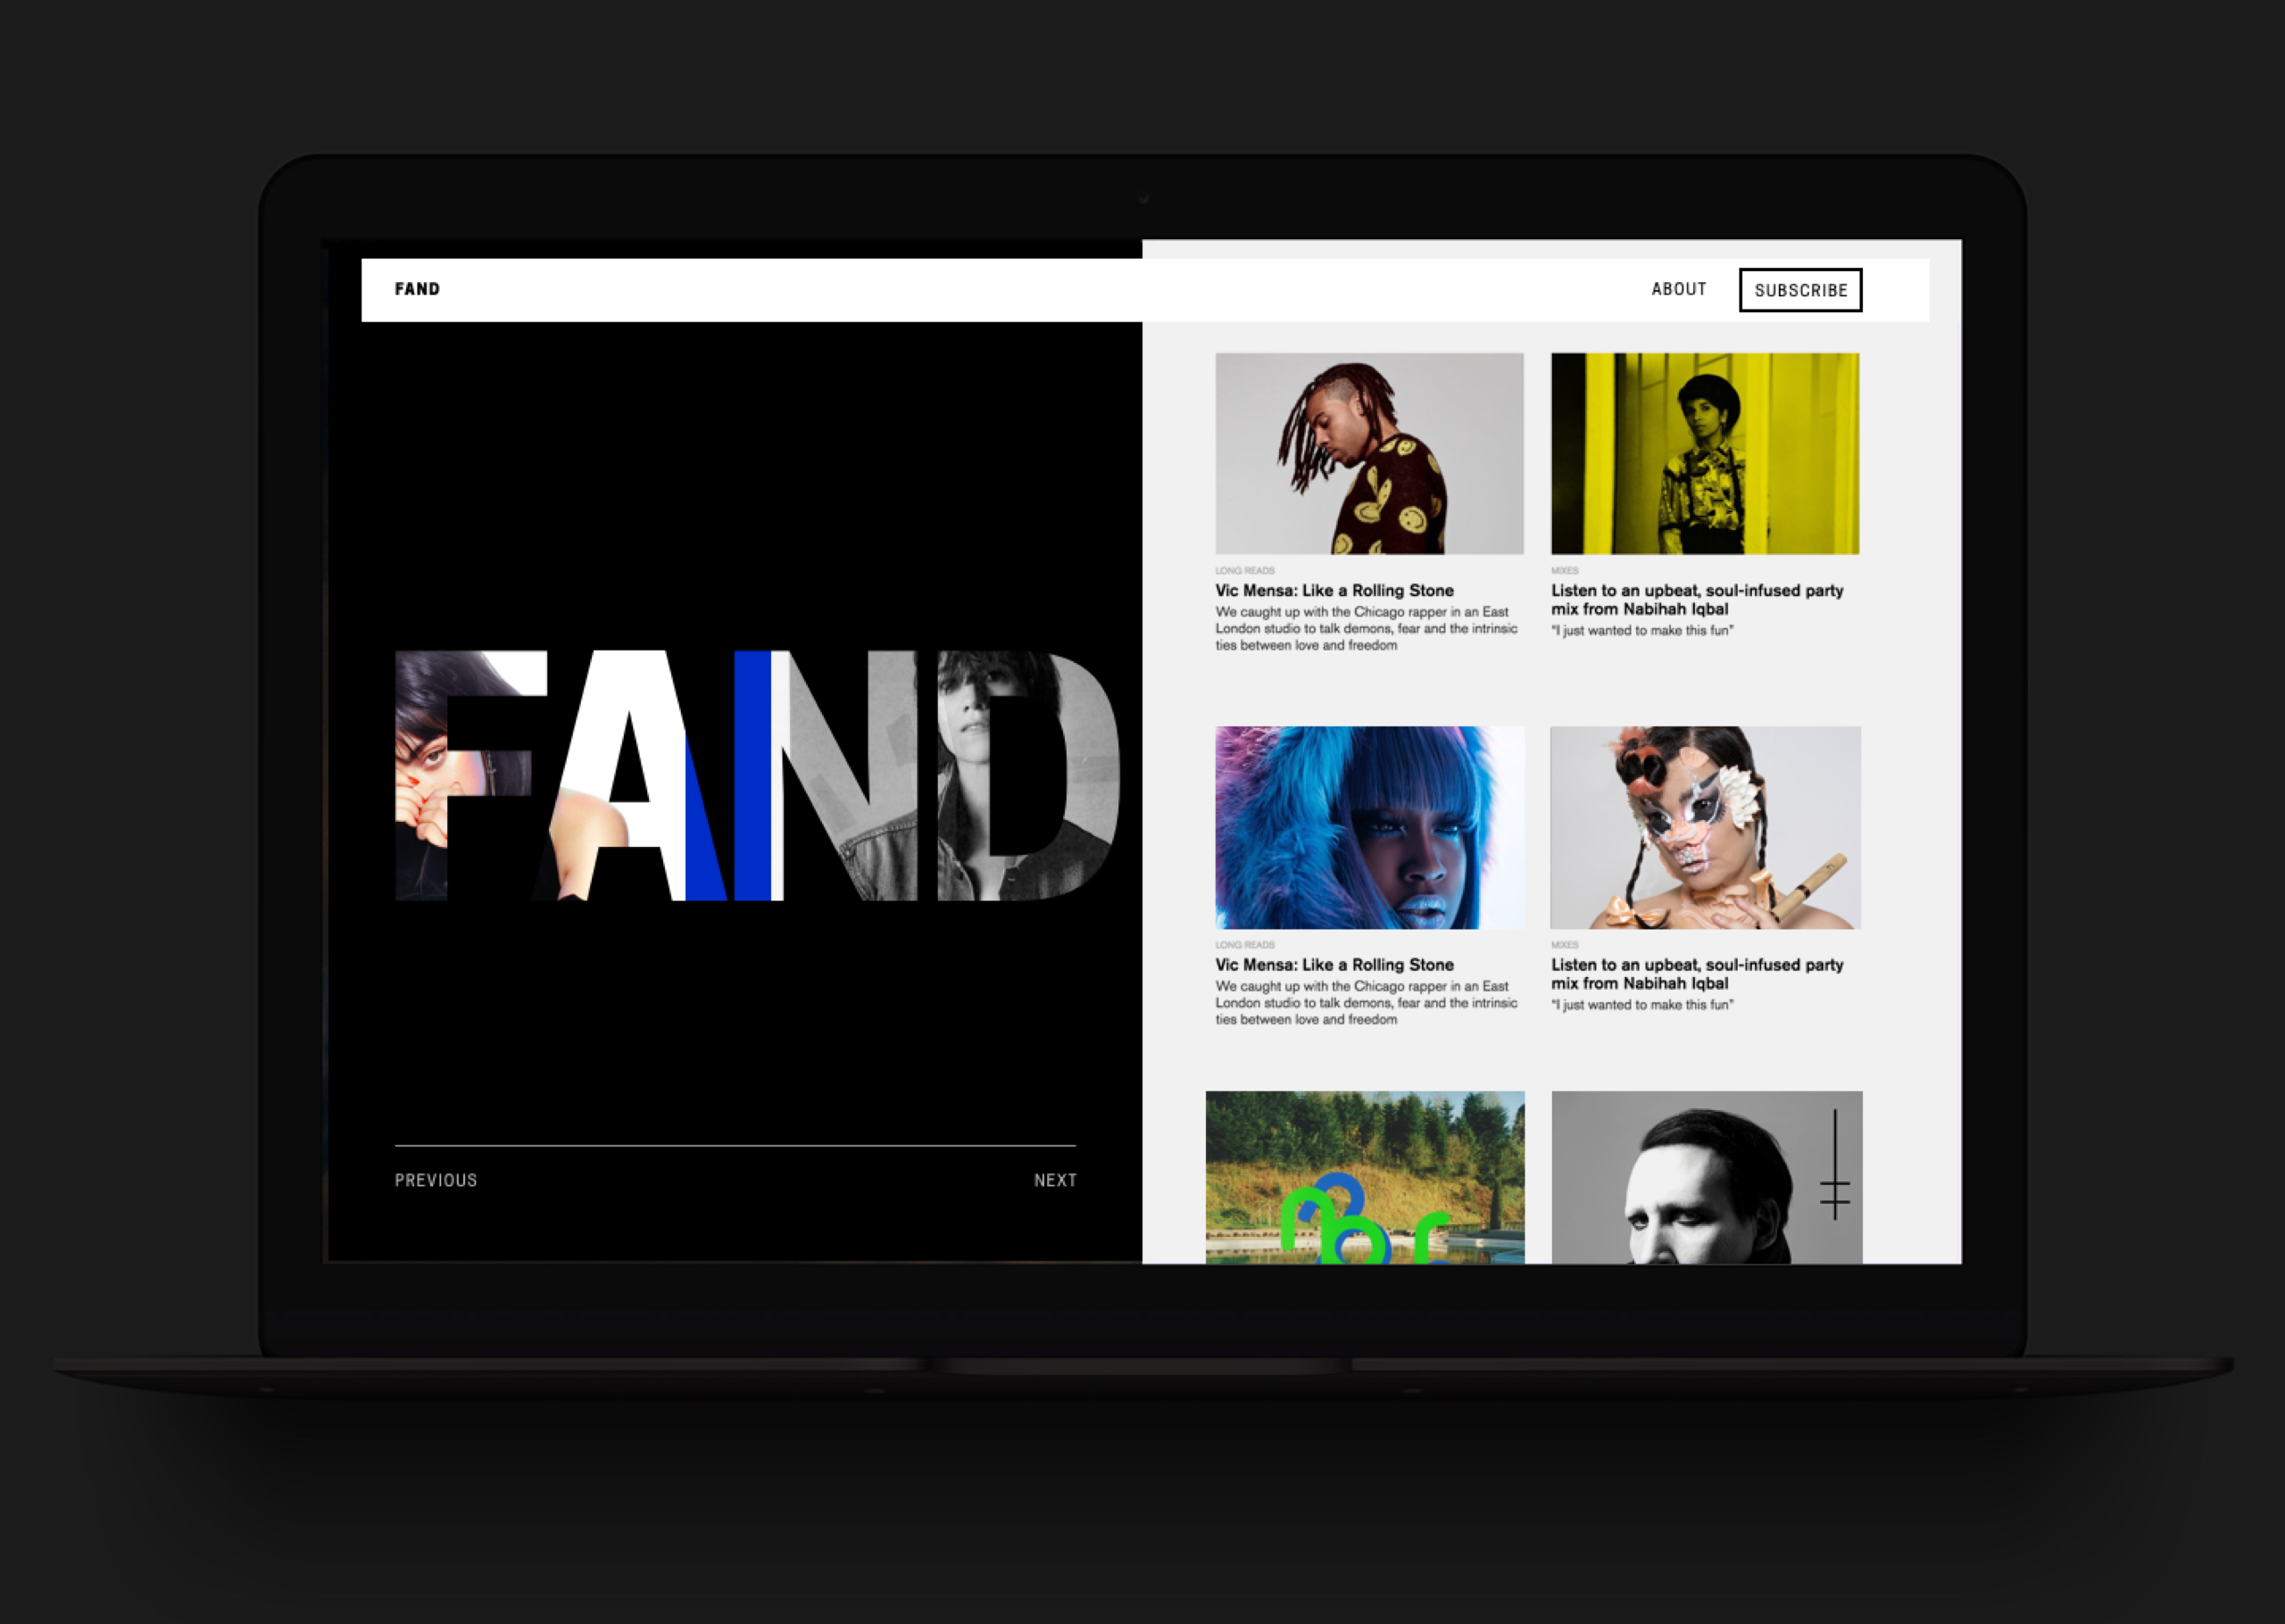 FAND
ABOUT
SUBSCRIBE
FAND
PREVIOUS
NEXT
LONG READS
Vic Mensa: Like a Rolling Stone
We caught up with the Chicago rapper in an East
London studio to talk demons, fear and the intrinsic
ties between love and freedom
MIXES
Listen to an upbeat, soul-infused party
mix from Nabihah Iqbal
"I just wanted to make this fun"
LONG READS
Vic Mensa: Like a Rolling Stone
We caught up with the Chicago rapper in an East
London studio to talk demons, fear and the intrinsic
ties between love and freedom
MIXES
Listen to an upbeat, soul-infused party
mix from Nabihah Iqbal
"I just wanted to make this fun"